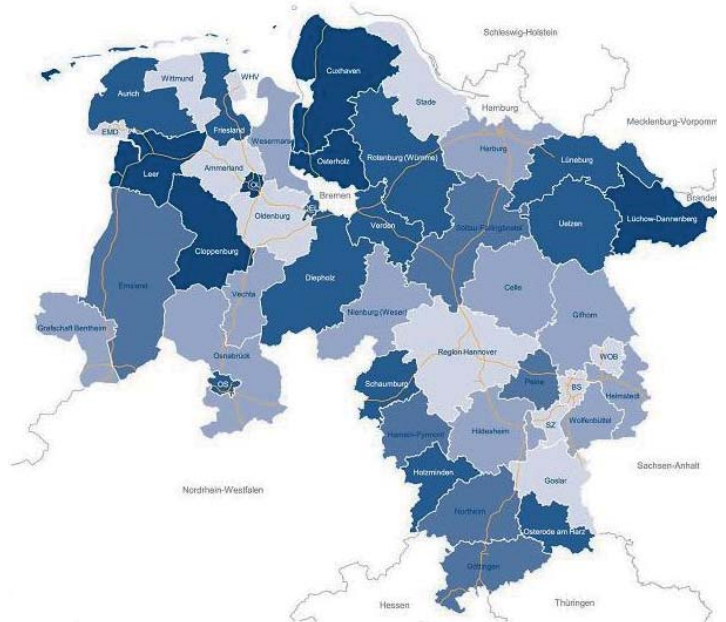 Schleswig-Holstein
Cuxhaven
Wittmund
WHV
Aurich
Stade
Hamburg
Mecklenburg-Vorpomm
EMD
Friesland
Wesermars
Harburg
Lüneburg
Osterholz
Rotenburg (Wümme)
Leer
Ammerland
OL
Bremen
DEL
Brander
Oldenburg
Verden
Soltau-Fallingbostel
Uelzen
Lüchow-Dannenberg
Cloppenburg
Diepholz
Emsland
Vechta
Celle
Nienburg (Weser)
Gifhorn
Grafschaft Bentheim
Osnabrück
Region Hannover
WOB
OS
Schaumburg
Peine
BS
Helmstedt
Hameln-Pyrmont
Hildesheim
SZ
Wolfenbüttel
Holzminden
Goslar
Sachsen-Anhalt
Nordrhein-Westfalen
Northeim
Osterode am Harz
Göttingen
Hessen
Thüringen